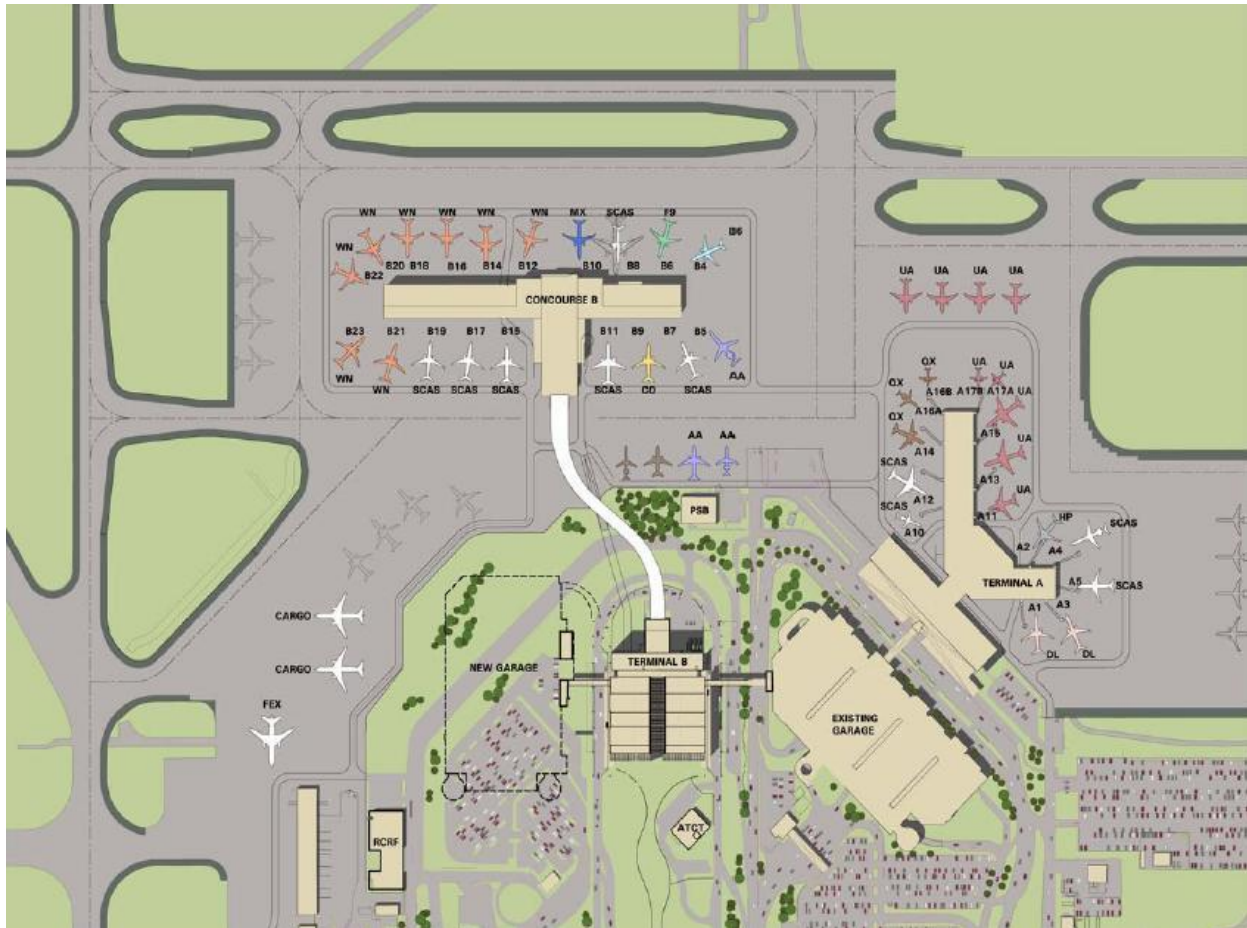 WN WN WN WN WN MX SCAS F9
B6
WN
B22
B20 B18 B16 B14 B12 B10 B8 B6 B4
CONCOURSE B
B23 B21 B19 B17 B15 B11 B9 B7 B5
WN WN SCAS SCAS SCAS SCAS CO SCAS AA
UA UA UA UA
QX UA UA
A16B A17B A17A UA
QX
A16A
QX
A15
UA
A14
SCAS
A13
A12
UA
SCAS
A11
A10
HP
SCAS
A2 A4
TERMINAL A
A5
SCAS
A1 A3
DL DL
AA AA
PSB
CARGO
CARGO
FEX
NEW GARAGE
TERMINAL B
EXISTING
GARAGE
RCRF
ATCT